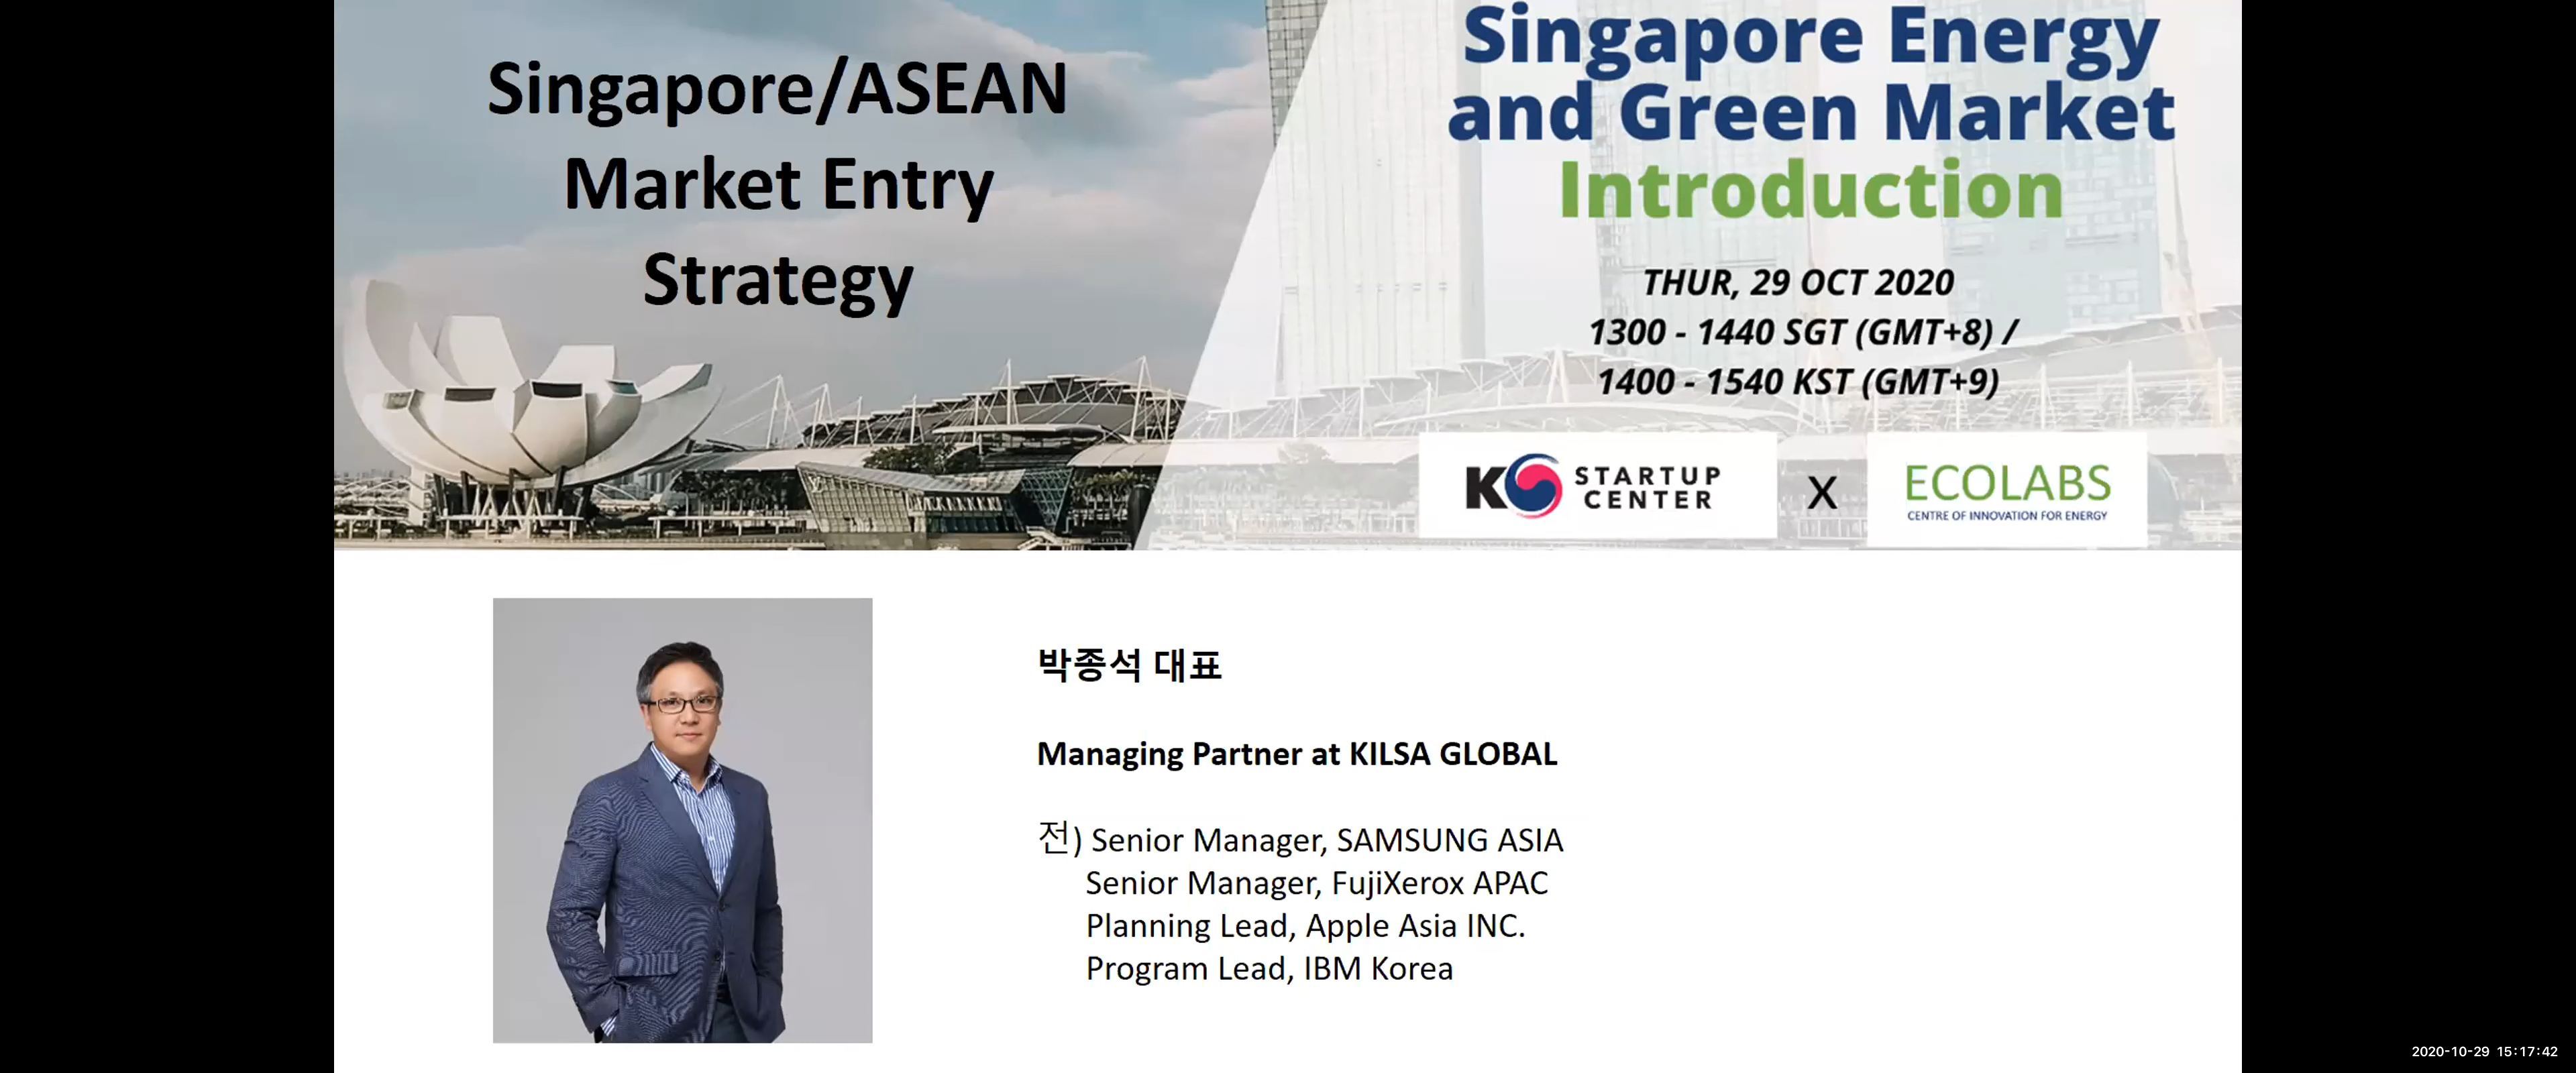 Singapore/ASEAN
Market Entry
Strategy
Singapore Energy
and Green Market
Introduction
THUR, 29 OCT 2020
1300 - 1440 SGT (GMT+8) /
1400 - 1540 KST (GMT+9)
K STARTUP
CENTER
X
ECOLABS
CENTRE OF INNOVATION FOR ENERGY
박종석 대표
Managing Partner at KILSA GLOBAL
전) Senior Manager, SAMSUNG ASIA
Senior Manager, FujiXerox APAC
Planning Lead, Apple Asia INC.
Program Lead, IBM Korea
2020-10-29 15:17:42